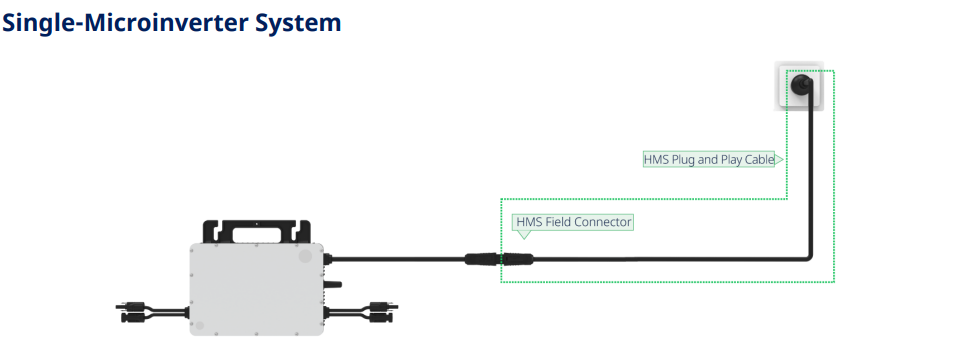 Single-Microinverter System
HMS Plug and Play Cable
HMS Field Connector